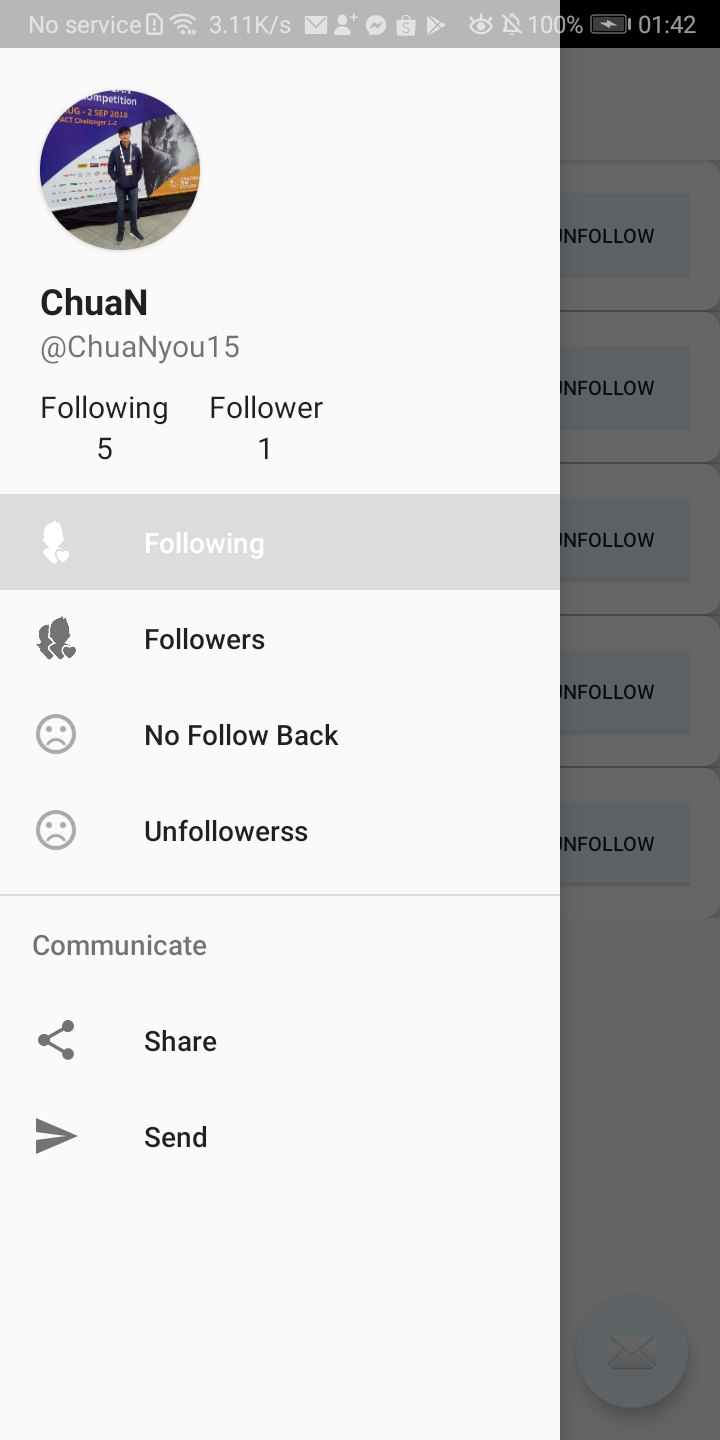 No service 3.11K/s 100% 01:42
ompetition
UG - 2 SEP 2018
PACT Challenger 1-2
ChuaN
@ChuaNyou15
Following Follower
5 1
Following
Followers
No Follow Back
Unfollowerss
Communicate
Share
Send
UNFOLLOW
UNFOLLOW
UNFOLLOW
UNFOLLOW
UNFOLLOW